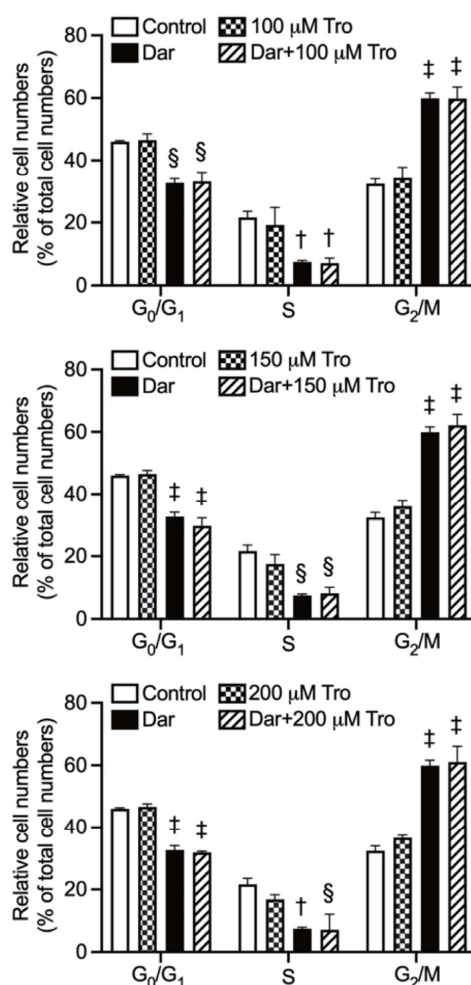 Control 100 μM Tro
Dar Dar+100 μM Tro
Relative cell numbers
(% of total cell numbers)
80
60
40
20
0
§ § † † ‡ ‡
G0/G1 S G2/M
Control 150 μM Tro
Dar Dar+150 μM Tro
Relative cell numbers
(% of total cell numbers)
80
60
40
20
0
‡ ‡ § § ‡ ‡
G0/G1 S G2/M
Control 200 μM Tro
Dar Dar+200 μM Tro
Relative cell numbers
(% of total cell numbers)
80
60
40
20
0
‡ ‡ † § ‡ ‡
G0/G1 S G2/M